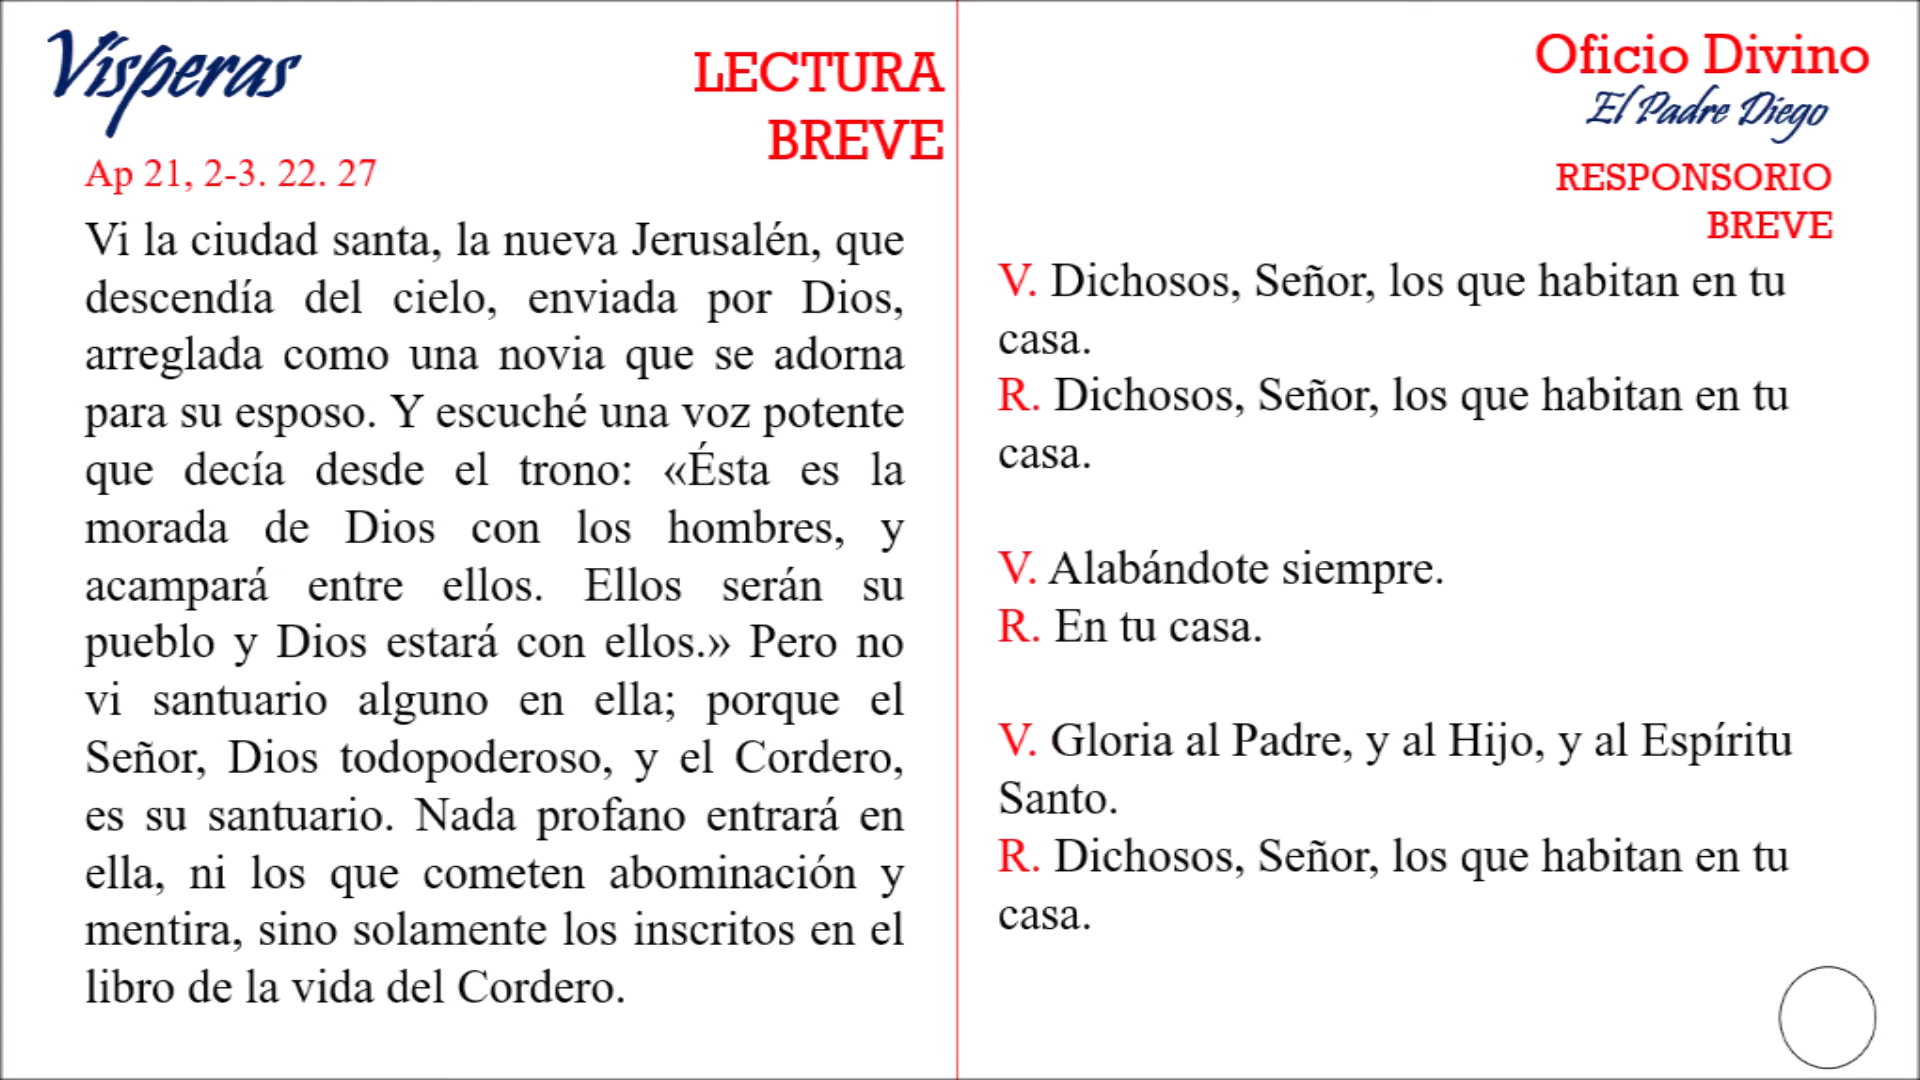 Vísperas
LECTURA
BREVE
Ap 21, 2-3. 22. 27
Vi la ciudad santa, la nueva Jerusalén, que
descendía del cielo, enviada por Dios,
arreglada como una novia que se adorna
para su esposo. Y escuché una voz potente
que decía desde el trono: «Ésta es la
morada de Dios con los hombres, y
acampará entre ellos. Ellos serán su
pueblo y Dios estará con ellos.» Pero no
vi santuario alguno en ella; porque el
Señor, Dios todopoderoso, y el Cordero,
es su santuario. Nada profano entrará en
ella, ni los que cometen abominación y
mentira, sino solamente los inscritos en el
libro de la vida del Cordero.
Oficio Divino
El Padre Diego
RESPONSORIO
BREVE
V. Dichosos, Señor, los que habitan en tu
casa.
R. Dichosos, Señor, los que habitan en tu
casa.
V. Alabándote siempre.
R. En tu casa.
V. Gloria al Padre, y al Hijo, y al Espíritu
Santo.
R. Dichosos, Señor, los que habitan en tu
casa.